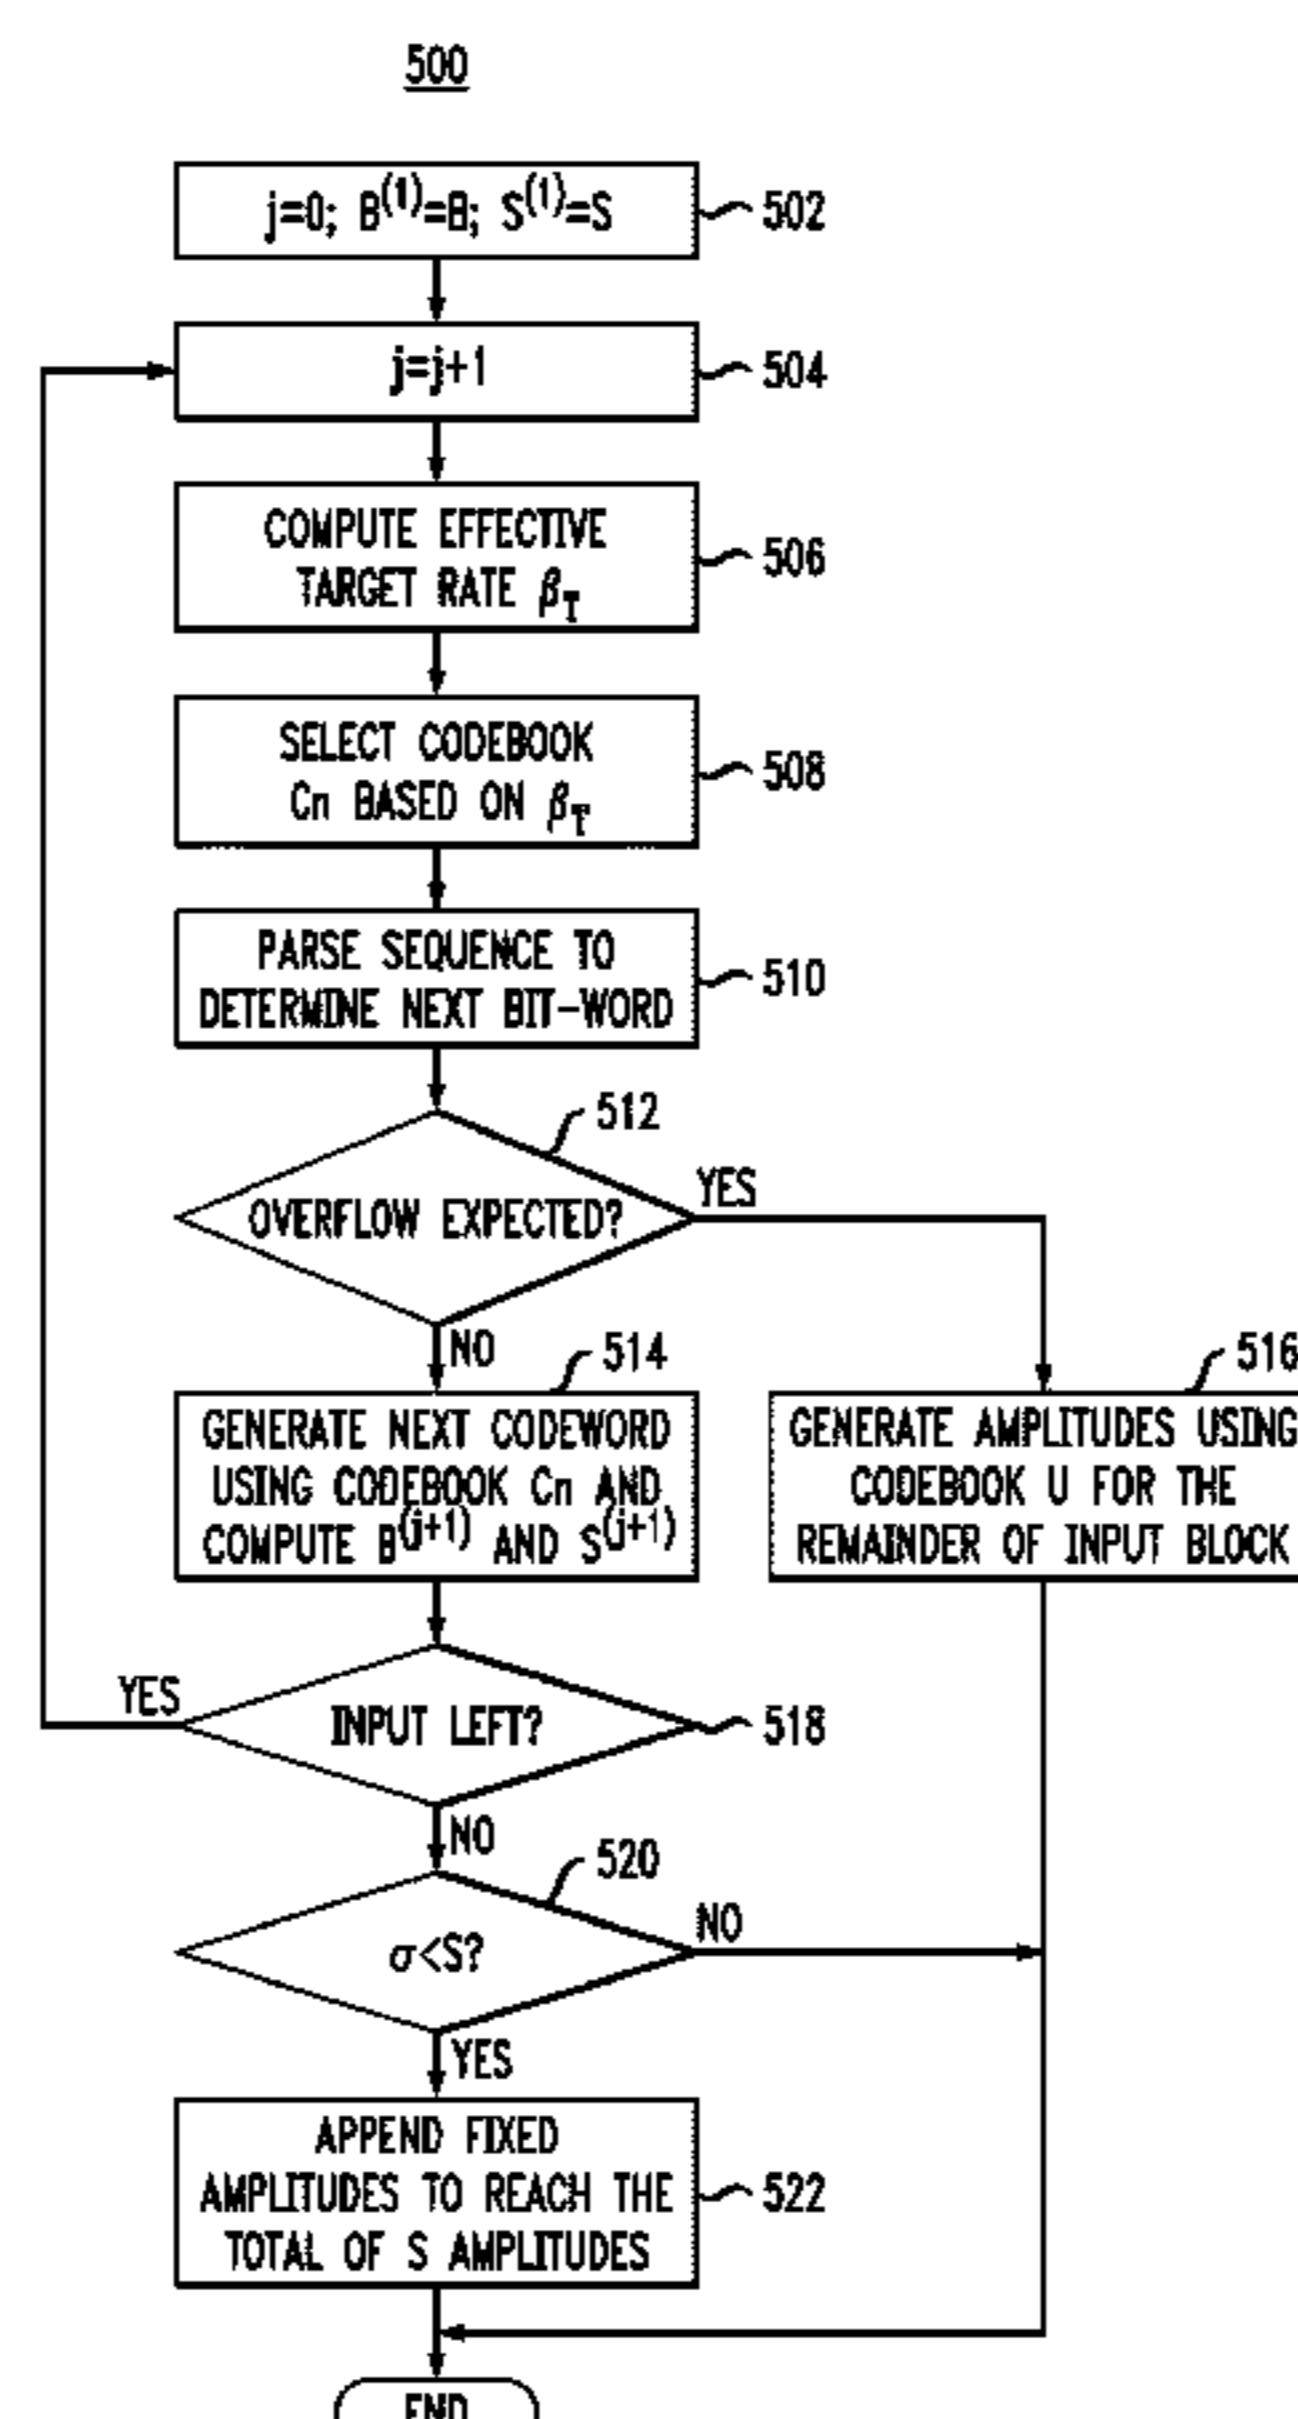 500
j=0; B^(1)=B; S^(1)=S
502
j=j+1
504
COMPUTE EFFECTIVE
TARGET RATE β_T
506
SELECT CODEBOOK
Cn BASED ON β_T
508
PARSE SEQUENCE TO
DETERMINE NEXT BIT-WORD
510
512
OVERFLOW EXPECTED?
YES
NO
514
GENERATE NEXT CODEWORD
USING CODEBOOK Cn AND
COMPUTE B^(j+1) AND S^(j+1)
516
GENERATE AMPLITUDES USING
CODEBOOK U FOR THE
REMAINDER OF INPUT BLOCK
YES
INPUT LEFT?
518
NO
520
σ<S?
NO
YES
APPEND FIXED
AMPLITUDES TO REACH THE
TOTAL OF S AMPLITUDES
522
END